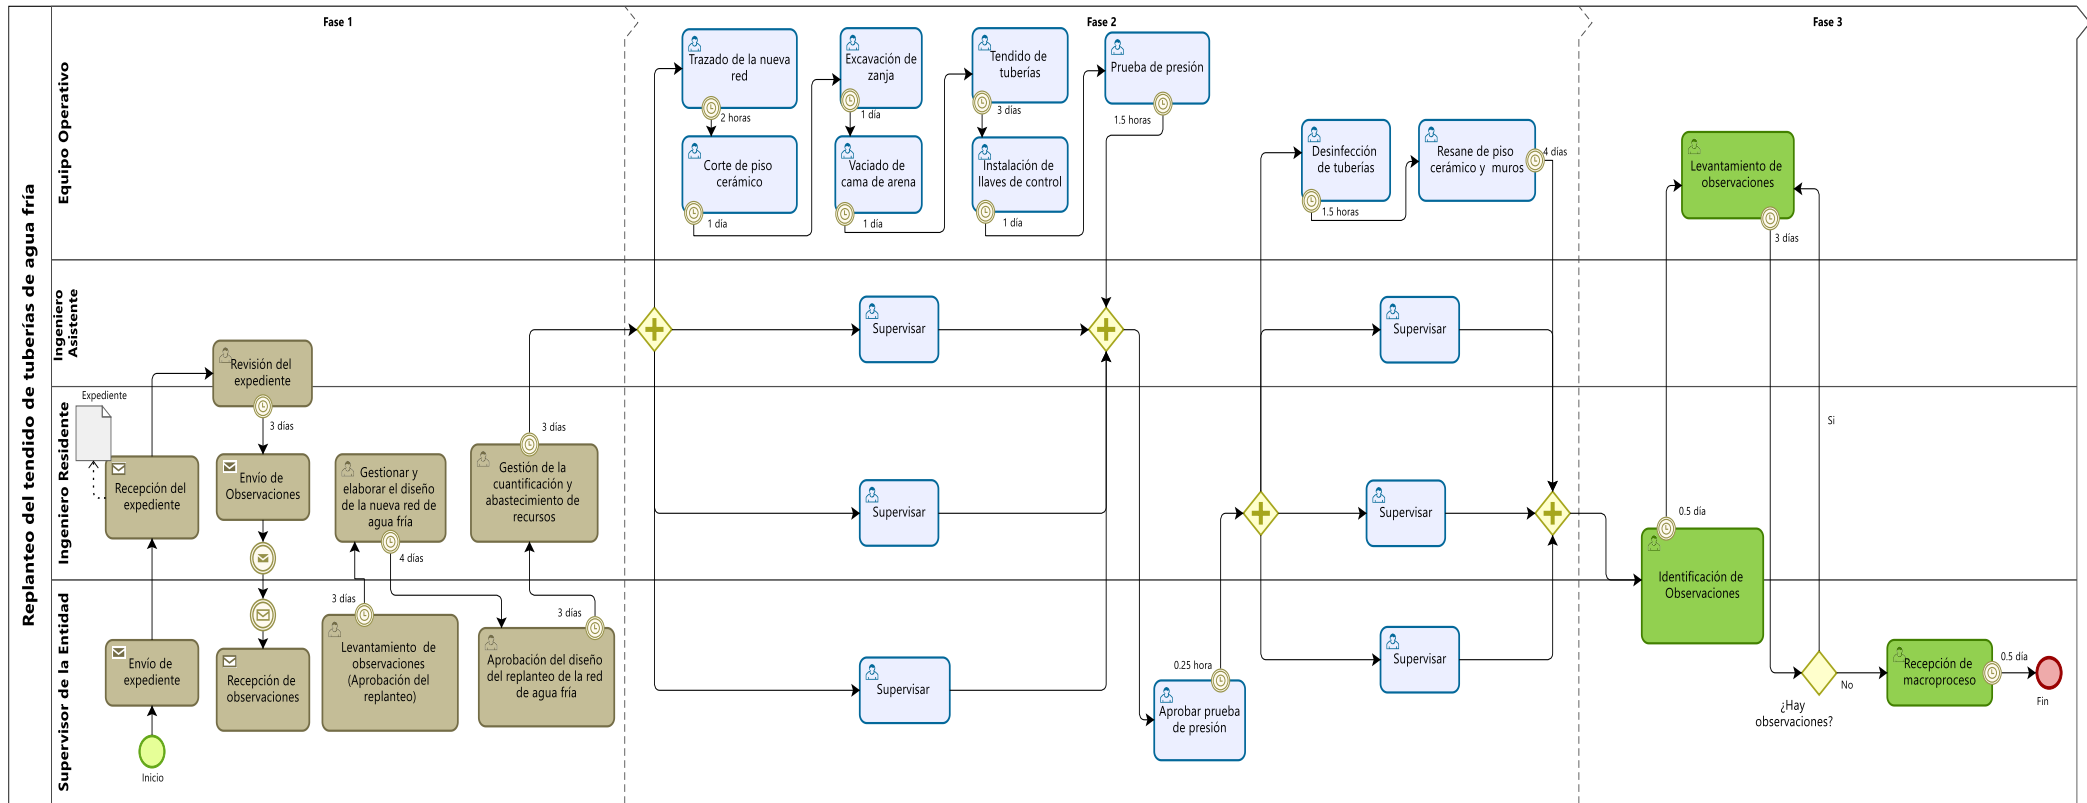 Replanteo del tendido de tuberías de agua fría
Fase 1
Fase 2
Fase 3
Equipo Operativo
Trazado de la nueva
red
2 horas
Corte de piso
cerámico
1 día
Excavación de
zanja
1 día
Vaciado de
cama de arena
1 día
Tendido de
tuberías
3 días
Instalación de
llaves de control
1 día
Prueba de presión
1.5 horas
Desinfección
de tuberías
1.5 horas
Resane de piso
cerámico y muros
4 días
Levantamiento de
observaciones
3 días
Ingeniero
Asistente
Revisión del
expediente
3 días
Supervisar
Supervisar
Ingeniero Residente
Expediente
Recepción del
expediente
Envío de
Observaciones
Gestionar y
elaborar el diseño
de la nueva red de
agua fría
4 días
Gestión de la
cuantificación y
abastecimiento de
recursos
3 días
Supervisar
Supervisar
Si
0.5 día
Identificación de
Observaciones
Supervisor de la Entidad
Inicio
Envío de
expediente
Recepción de
observaciones
3 días
Levantamiento de
observaciones
(Aprobación del
replanteo)
3 días
Aprobación del diseño
del replanteo de la red
de agua fría
Supervisar
0.25 hora
Aprobar prueba
de presión
Supervisar
¿Hay
observaciones?
No
Recepción de
macroproceso
0.5 día
Fin